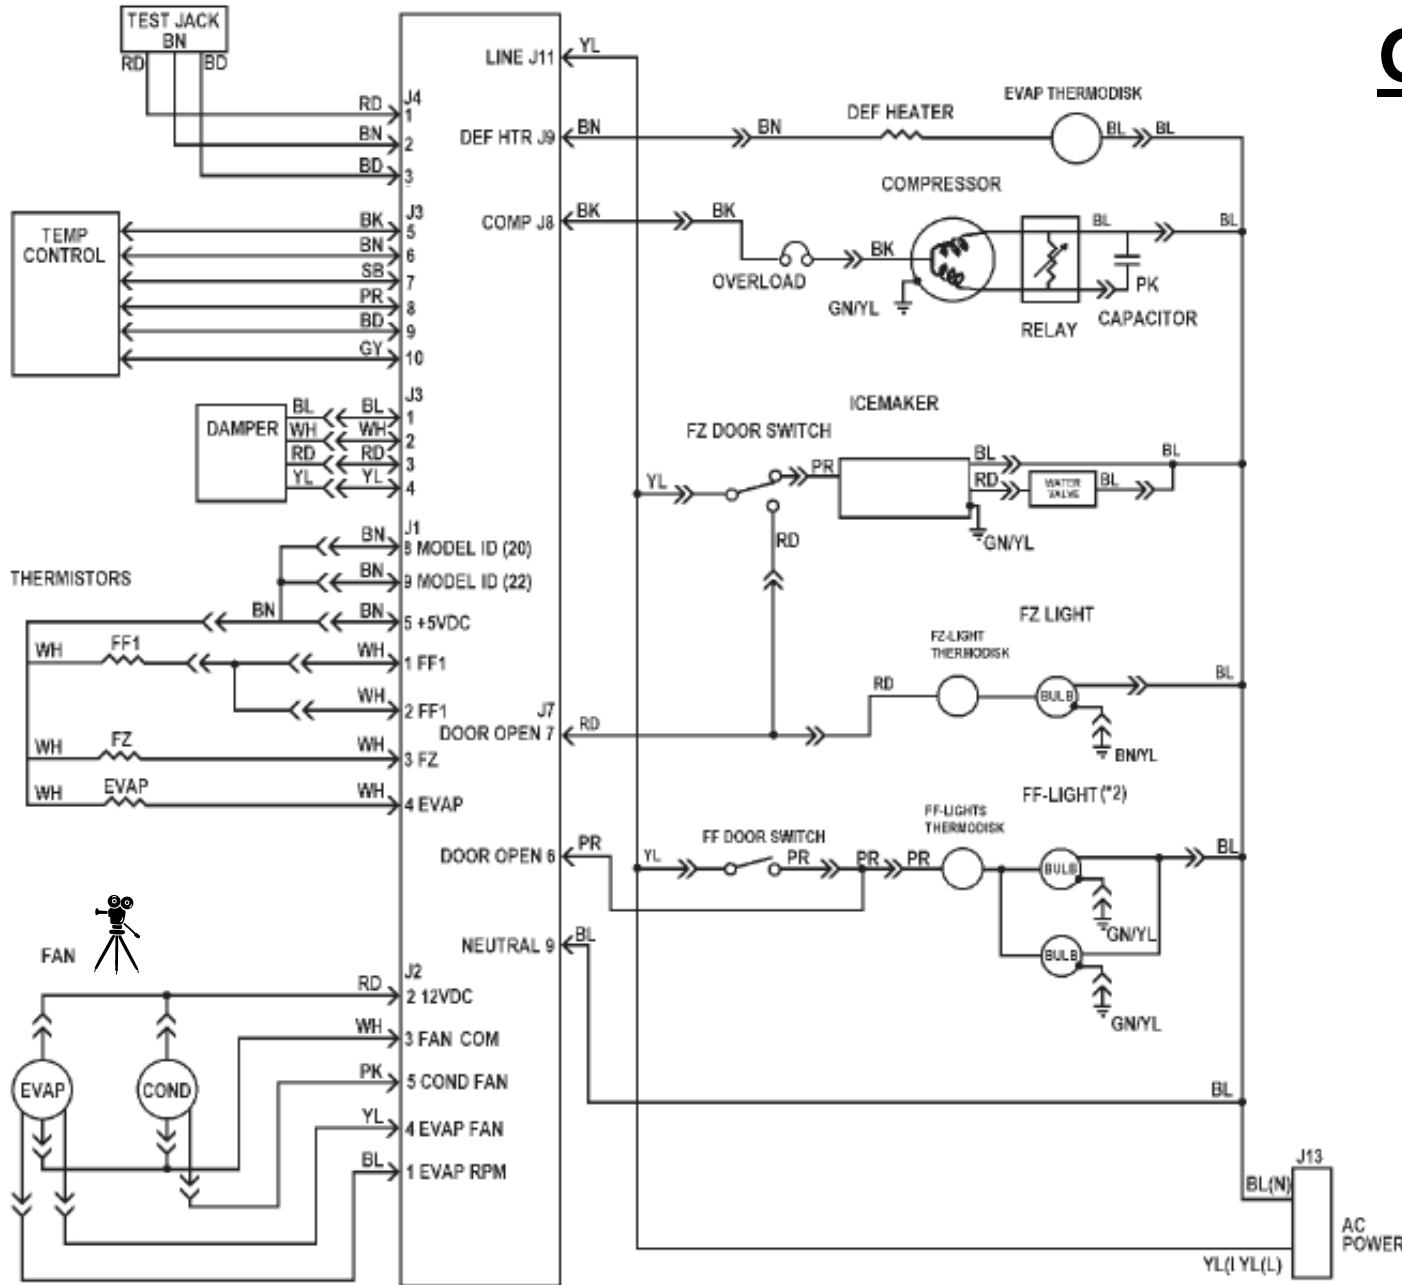 TEST JACK
BN
RD
BD
J4
RD 1
BN 2
BD 3
TEMP
CONTROL
J3
BK 5
BN 6
SB 7
PR 8
BD 9
GY 10
J3
DAMPER
BL BL 1
WH WH 2
RD RD 3
YL YL 4
J1
BN 8 MODEL ID (20)
BN 9 MODEL ID (22)
THERMISTORS
BN BN 5 +5VDC
WH FF1 WH 1 FF1
WH 2 FF1
WH FZ WH 3 FZ
WH EVAP WH 4 EVAP
FAN
J2
RD 2 12VDC
WH 3 FAN COM
PK 5 COND FAN
YL 4 EVAP FAN
BL 1 EVAP RPM
EVAP
COND
LINE J11 YL
DEF HTR J9 BN BN
DEF HEATER
EVAP THERMODISK
BL BL
COMP J8 BK BK
OVERLOAD
BK
COMPRESSOR
GN/YL
RELAY
BL BL
PK
CAPACITOR
ICEMAKER
FZ DOOR SWITCH
YL
PR
BL BL
RD
WATER
VALVE
BL
GN/YL
RD
J7
DOOR OPEN 7 RD
RD
FZ-LIGHT
THERMODISK
FZ LIGHT
BULB
BL
BN/YL
DOOR OPEN 6 PR
YL
FF DOOR SWITCH
PR PR PR
FF-LIGHTS
THERMODISK
FF-LIGHT (*2)
BULB
BL
GN/YL
BULB
GN/YL
NEUTRAL 9 BL
BL
J13
BL(N)
AC
POWER
YL(I YL(L)